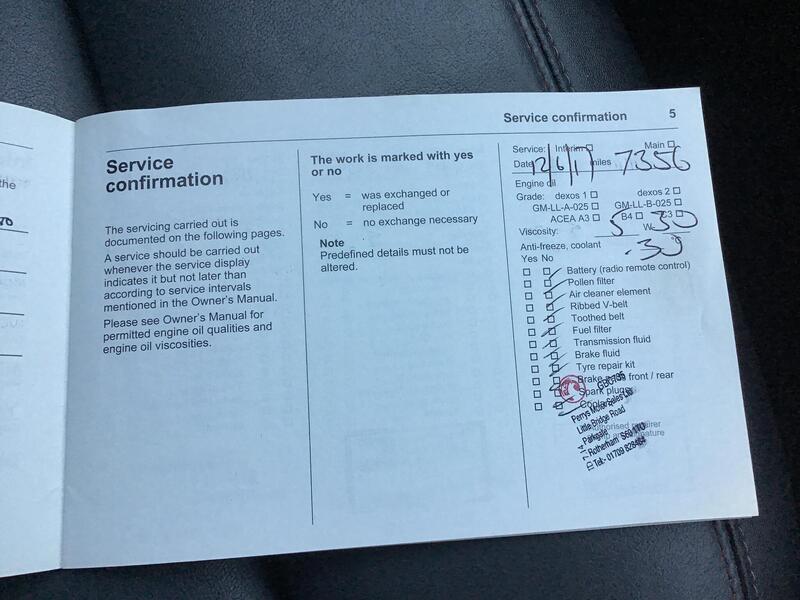 the
Service confirmation 5
Service
confirmation
The servicing carried out is
documented on the following pages.
A service should be carried out
whenever the service display
indicates it but not later than
according to service intervals
mentioned in the Owner's Manual.
Please see Owner's Manual for
permitted engine oil qualities and
engine oil viscosities.
The work is marked with yes
or no
Yes = was exchanged or
replaced
No = no exchange necessary
Note
Predefined details must not be
altered.
Service: Interim Main
Date 12/6/17 miles 7356
Engine oil
Grade: dexos 1 dexos 2
GM-LL-A-025 GM-LL-B-025
ACEA A3 B4 C3
Viscosity: 5 W- 30
Anti-freeze, coolant -30 °C
Yes No
Battery (radio remote control)
Pollen filter
Air cleaner element
Ribbed V-belt
Toothed belt
Fuel filter
Transmission fluid
Brake fluid
Tyre repair kit
Brake front / rear
Spark plugs
Perrys Motor Sales Ltd
Little Bridge Road
Parkgate
Rotherham S60
Tel:- 01709 828484